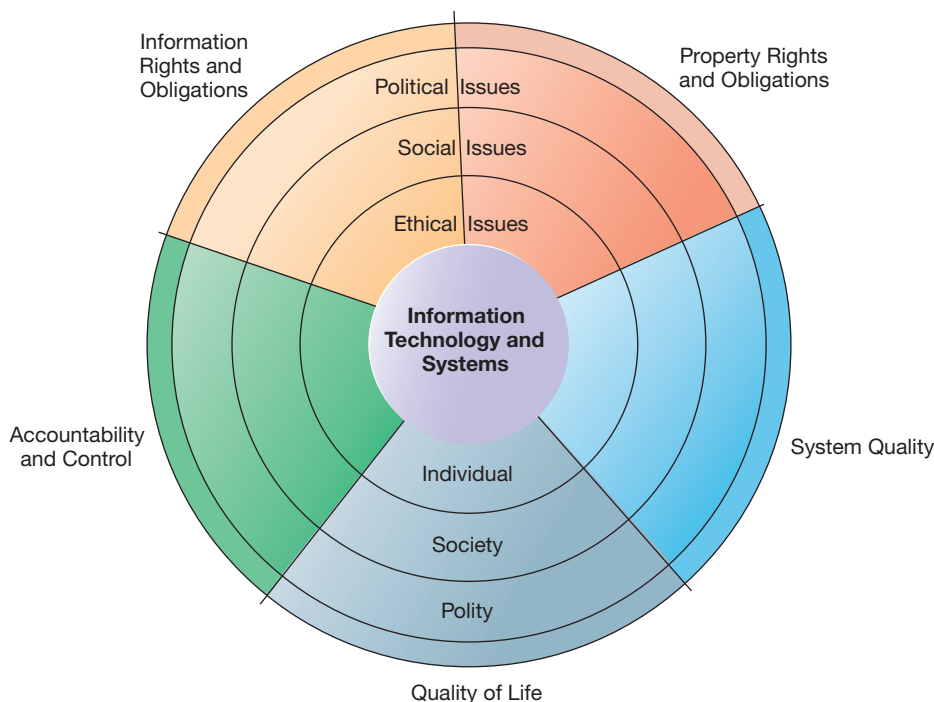 Information
Rights and
Obligations
Property Rights
and Obligations
Political Issues
Social Issues
Ethical Issues
Information
Technology and
Systems
Accountability
and Control
System Quality
Individual
Society
Polity
Quality of Life